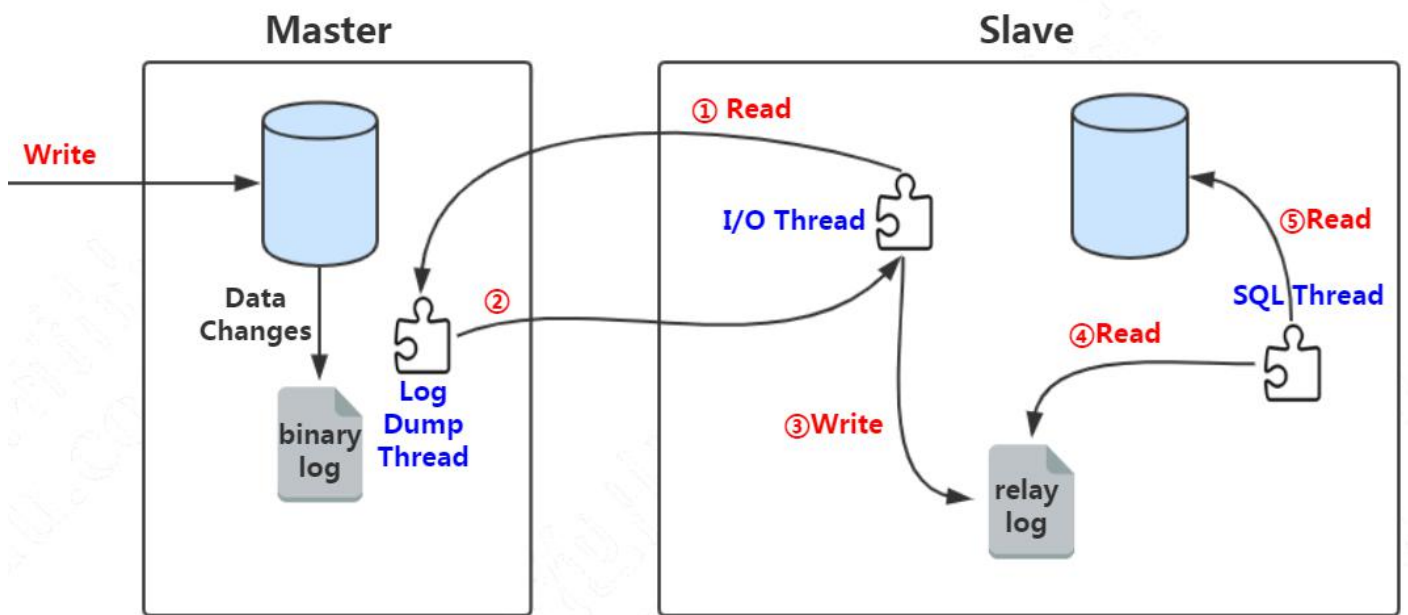 Master
Slave
Write
① Read
I/O Thread
⑤Read
Data
Changes
②
SQL Thread
④Read
Log
Dump
Thread
binary
log
③Write
relay
log